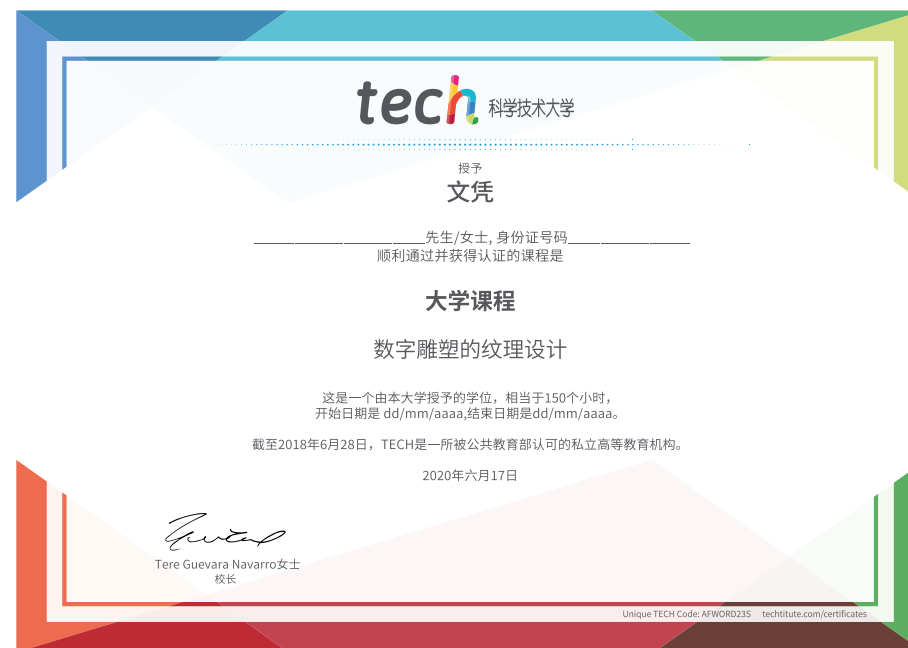 tech 科学技术大学
授予
文凭
________________________先生/女士, 身份证号码________________
顺利通过并获得认证的课程是
大学课程
数字雕塑的纹理设计
这是一个由本大学授予的学位，相当于150个小时，
开始日期是 dd/mm/aaaa,结束日期是dd/mm/aaaa。
截至2018年6月28日，TECH是一所被公共教育部认可的私立高等教育机构。
2020年六月17日
Tere Guevara Navarro女士
校长
Unique TECH Code: AFWORD23S techtitute.com/certificates